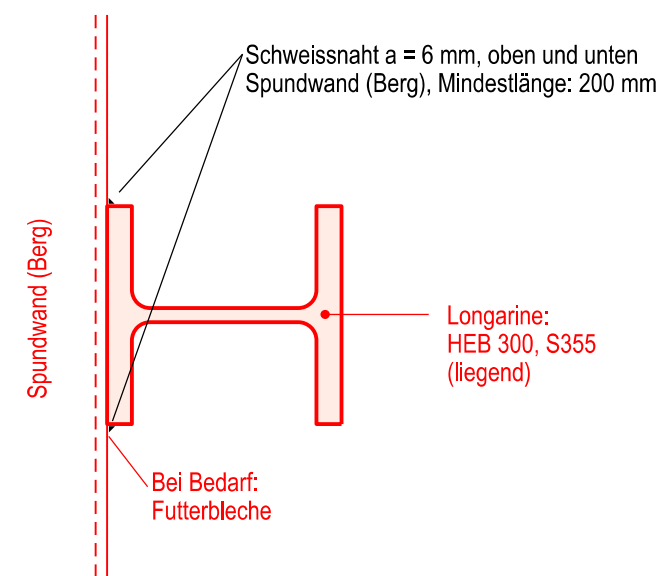 Schweissnaht a = 6 mm, oben und unten
Spundwand (Berg), Mindestlänge: 200 mm
Spundwand (Berg)
Longarine:
HEB 300, S355
(liegend)
Bei Bedarf:
Futterbleche